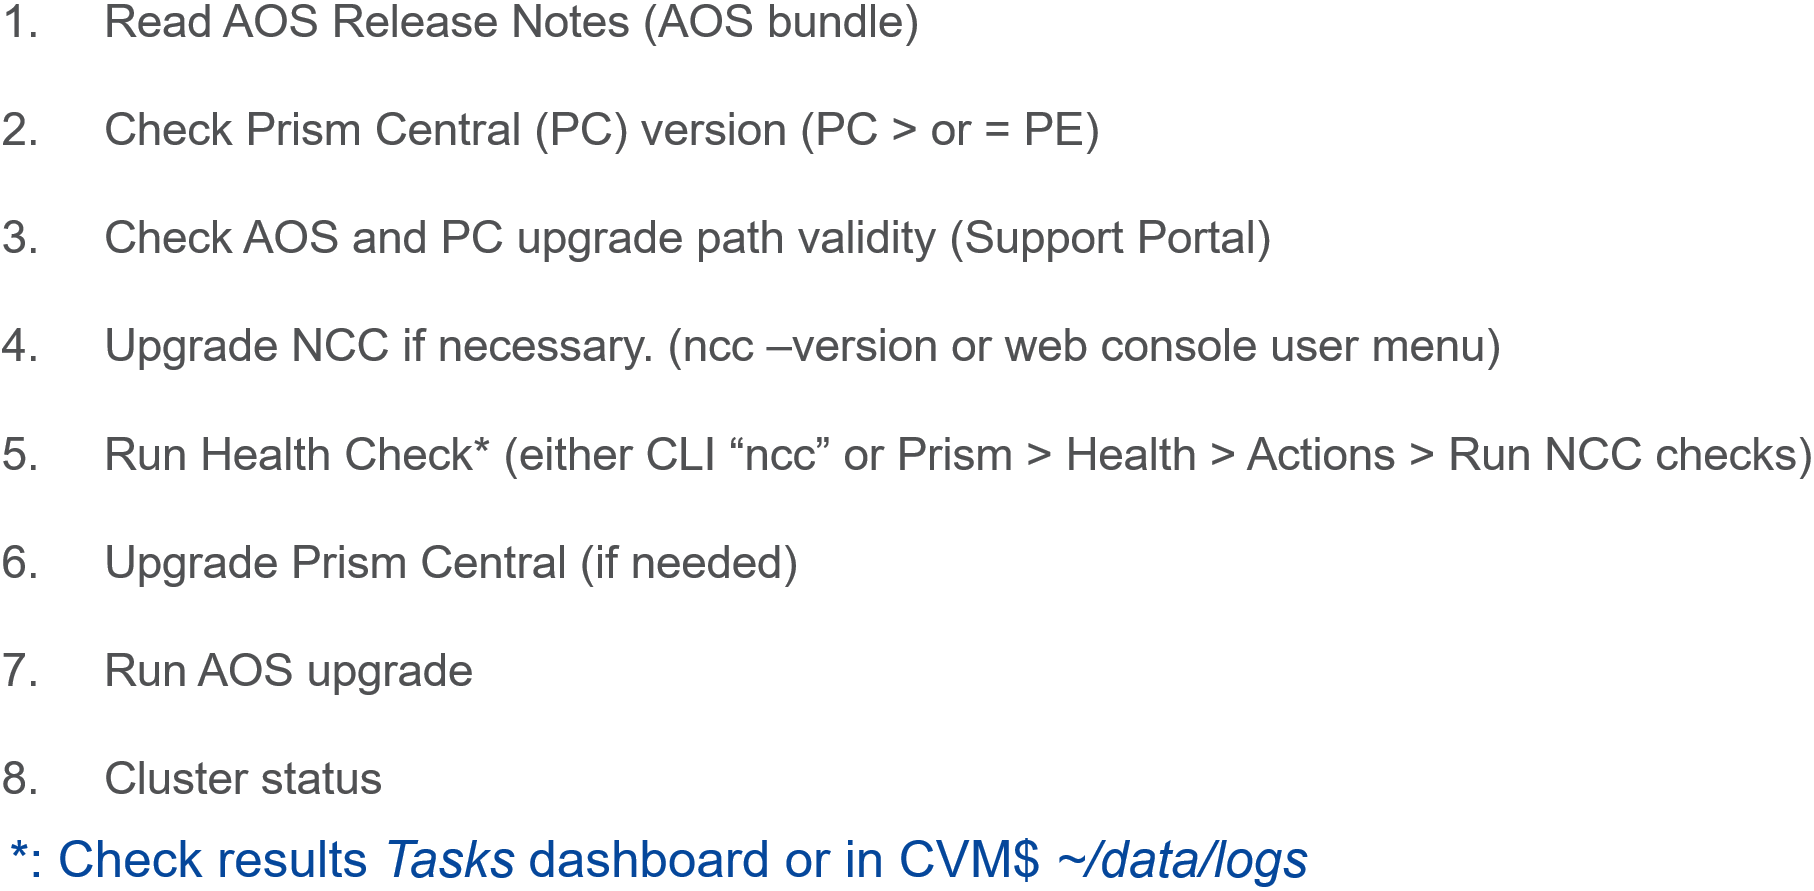 1. Read AOS Release Notes (AOS bundle)
2. Check Prism Central (PC) version (PC > or = PE)
3. Check AOS and PC upgrade path validity (Support Portal)
4. Upgrade NCC if necessary. (ncc –version or web console user menu)
5. Run Health Check* (either CLI “ncc” or Prism > Health > Actions > Run NCC checks)
6. Upgrade Prism Central (if needed)
7. Run AOS upgrade
8. Cluster status
*: Check results Tasks dashboard or in CVM$ ~/data/logs